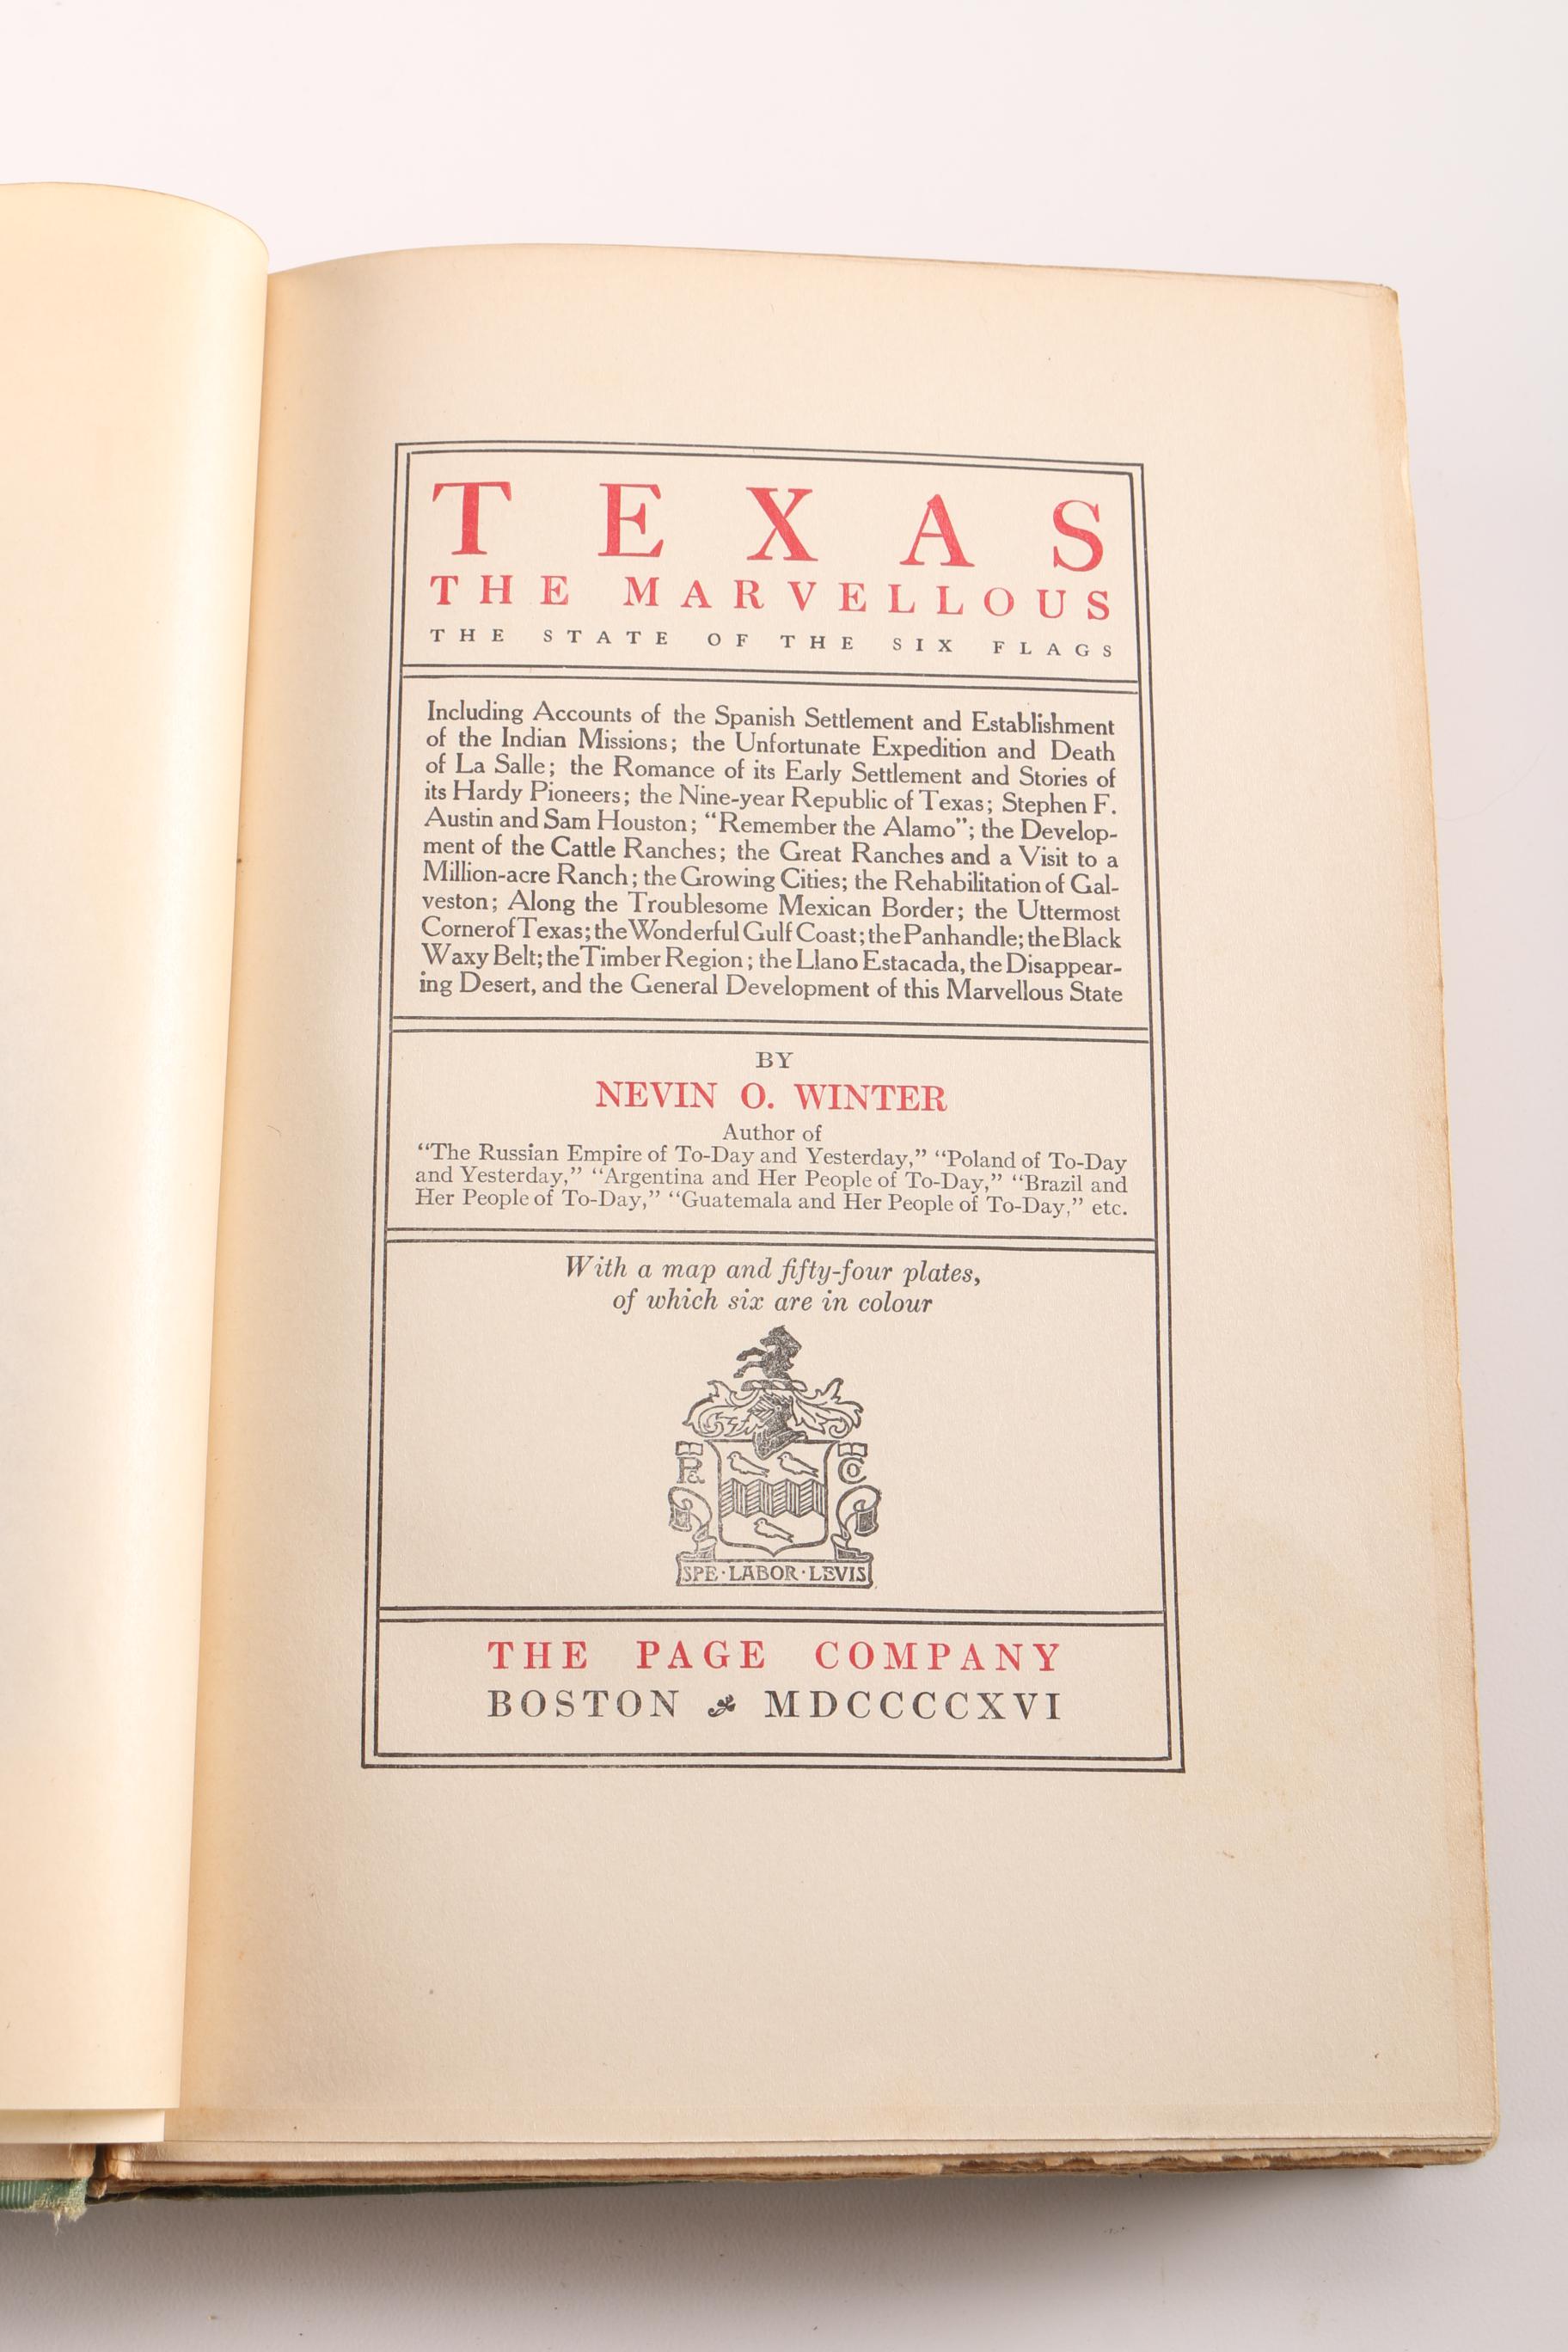 TEXAS
THE MARVELLOUS
THE STATE OF THE SIX FLAGS
Including Accounts of the Spanish Settlement and Establishment
of the Indian Missions; the Unfortunate Expedition and Death
of La Salle; the Romance of its Early Settlement and Stories of
its Hardy Pioneers; the Nine-year Republic of Texas; Stephen F.
Austin and Sam Houston; "Remember the Alamo"; the Develop-
ment of the Cattle Ranches; the Great Ranches and a Visit to a
Million-acre Ranch; the Growing Cities; the Rehabilitation of Gal-
veston; Along the Troublesome Mexican Border; the Uttermost
Corner of Texas; the Wonderful Gulf Coast; the Panhandle; the Black
Waxy Belt; the Timber Region; the Llano Estacada, the Disappear-
ing Desert, and the General Development of this Marvellous State
BY
NEVIN O. WINTER
Author of
"The Russian Empire of To-Day and Yesterday," "Poland of To-Day
and Yesterday," "Argentina and Her People of To-Day," "Brazil and
Her People of To-Day," "Guatemala and Her People of To-Day," etc.
With a map and fifty-four plates,
of which six are in colour
SPE·LABOR·LEVIS
THE PAGE COMPANY
BOSTON MDCCCCXVI